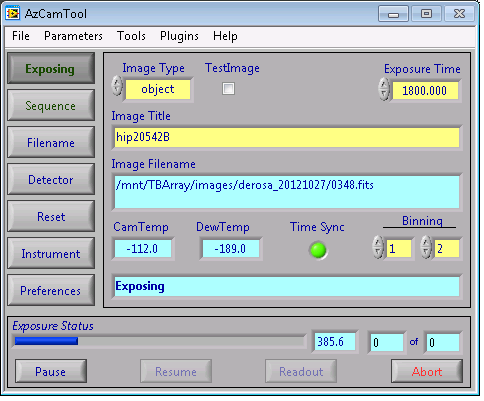 AzCamTool
File Parameters Tools Plugins Help
Exposing
Sequence
Filename
Detector
Reset
Instrument
Preferences
Image Type
object
TestImage
Exposure Time
1800.000
Image Title
hip20542B
Image Filename
/mnt/TBArray/images/derosa_20121027/0348.fits
CamTemp
-112.0
DewTemp
-189.0
Time Sync
Binning
1 2
Exposing
Exposure Status
385.6 0 of 0
Pause Resume Readout Abort